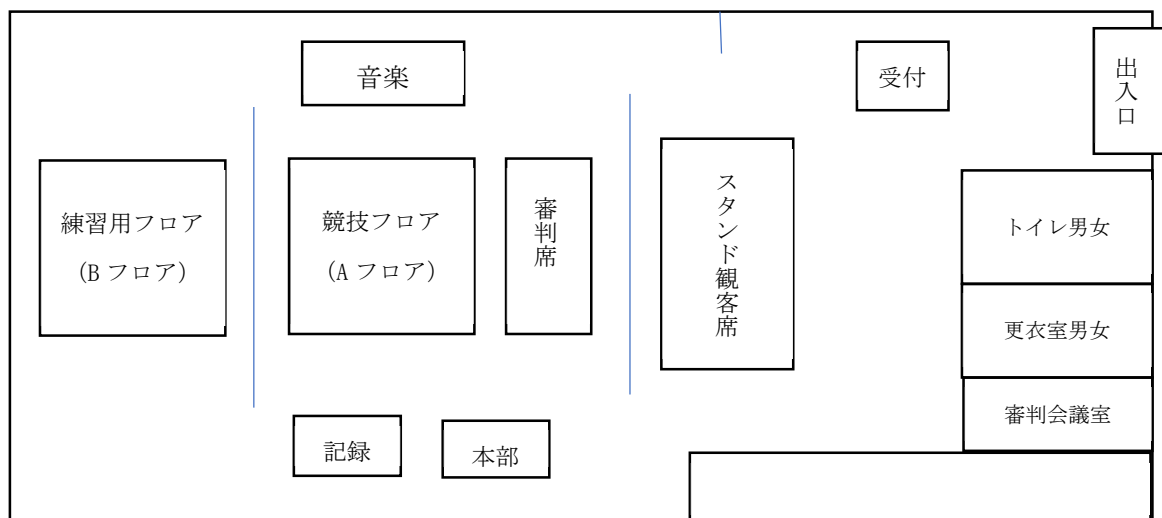 音楽
受付
出入口
練習用フロア
(B フロア)
競技フロア
(A フロア)
審判席
スタンド観客席
トイレ男女
更衣室男女
審判会議室
記録
本部